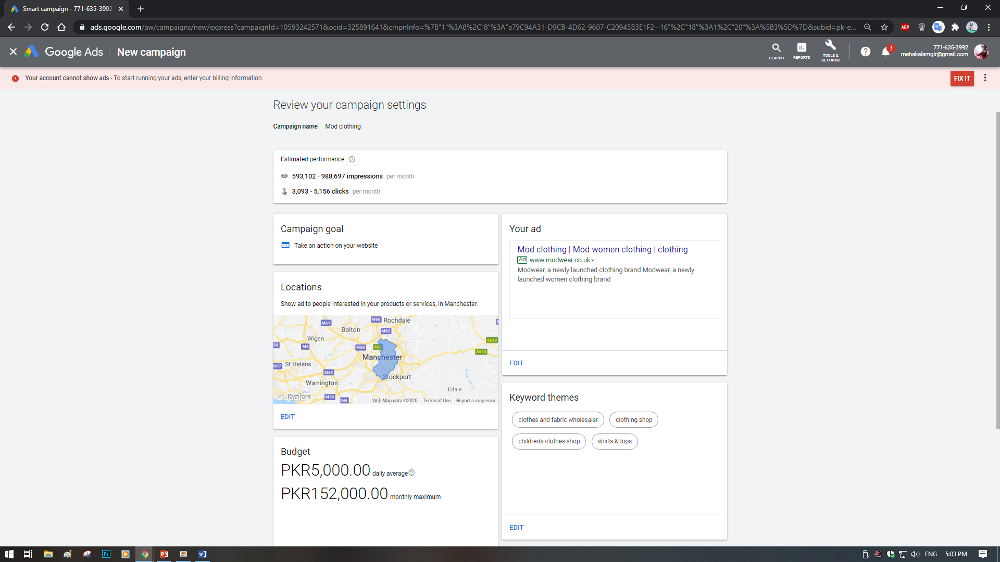 Smart campaign - 771-635-3992
ads.google.com/aw/campaigns/new/express?campaignId=10593242571&ocid=325891641&cmpnInfo=%7B"1"%3A8%2C"8"%3A"a79C94A31-D9CB-4D62-9607-C20945B3E1F2--16"%2C"18"%3A1%2C"20"%3A%5B3%5D%7D&subid=pk-e...
ABP
Google Ads
New campaign
SEARCH
REPORTS
TOOLS &
SETTINGS
771-635-3992
mehakalamgir@gmail.com
Your account cannot show ads - To start running your ads, enter your billing information.
FIX IT
Review your campaign settings
Campaign name Mod clothing
Estimated performance
593,102 - 988,697 impressions per month
3,093 - 5,156 clicks per month
Campaign goal
Take an action on your website
Locations
Show ad to people interested in your products or services, in Manchester.
M66 Rochdale
M61
Bolton
M62
Wigan
58
M6
M60
A628
A616
Manchester
M57
St Helens
M62
Stockport
Warrington
Edale
Google
M56
M6
Map data ©2020 Terms of Use Report a map error
EDIT
Budget
PKR5,000.00 daily average
PKR152,000.00 monthly maximum
Your ad
Mod clothing | Mod women clothing | clothing
Ad www.modwear.co.uk
Modwear, a newly launched clothing brand Modwear, a newly
launched women clothing brand
EDIT
Keyword themes
clothes and fabric wholesaler
clothing shop
children's clothes shop
shirts & tops
EDIT
Ps
ENG
5:03 PM